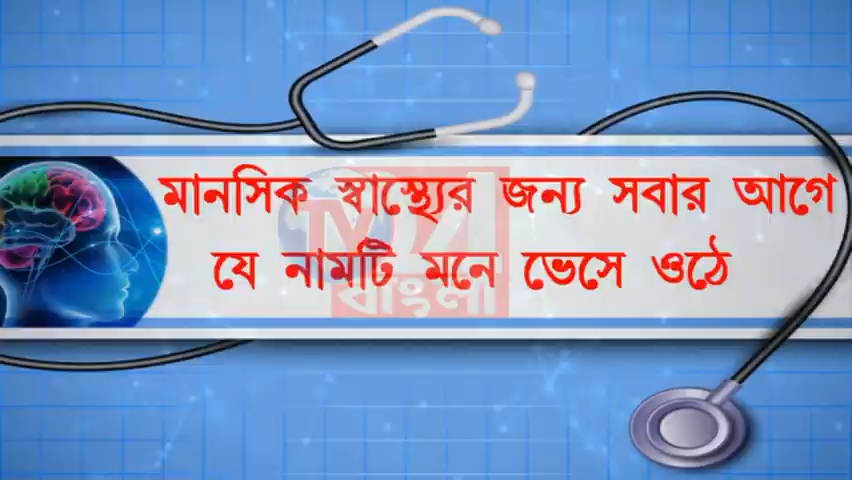 মানসিক স্বাস্থ্যের জন্য সবার আগে
যে নামটি মনে ভেসে ওঠে
বাংলা